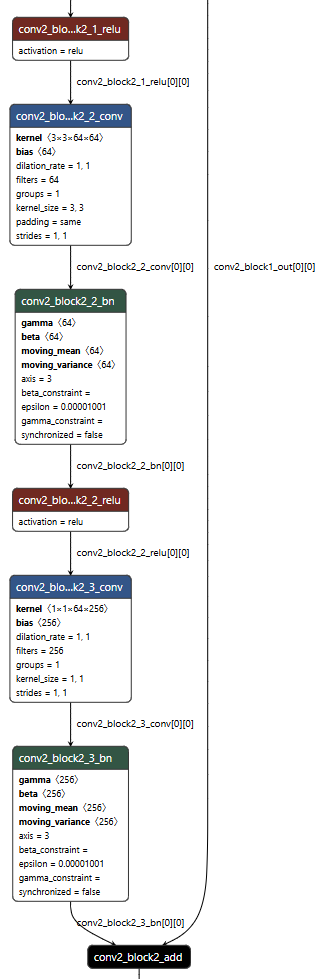 conv2_blo...k2_1_relu
activation = relu
conv2_block2_1_relu[0][0]
conv2_blo...k2_2_conv
kernel 〈3×3×64×64〉
bias 〈64〉
dilation_rate = 1, 1
filters = 64
groups = 1
kernel_size = 3, 3
padding = same
strides = 1, 1
conv2_block2_2_conv[0][0]
conv2_block1_out[0][0]
conv2_block2_2_bn
gamma 〈64〉
beta 〈64〉
moving_mean 〈64〉
moving_variance 〈64〉
axis = 3
beta_constraint =
epsilon = 0.00001001
gamma_constraint =
synchronized = false
conv2_block2_2_bn[0][0]
conv2_blo...k2_2_relu
activation = relu
conv2_block2_2_relu[0][0]
conv2_blo...k2_3_conv
kernel 〈1×1×64×256〉
bias 〈256〉
dilation_rate = 1, 1
filters = 256
groups = 1
kernel_size = 1, 1
strides = 1, 1
conv2_block2_3_conv[0][0]
conv2_block2_3_bn
gamma 〈256〉
beta 〈256〉
moving_mean 〈256〉
moving_variance 〈256〉
axis = 3
beta_constraint =
epsilon = 0.00001001
gamma_constraint =
synchronized = false
conv2_block2_3_bn[0][0]
conv2_block2_add